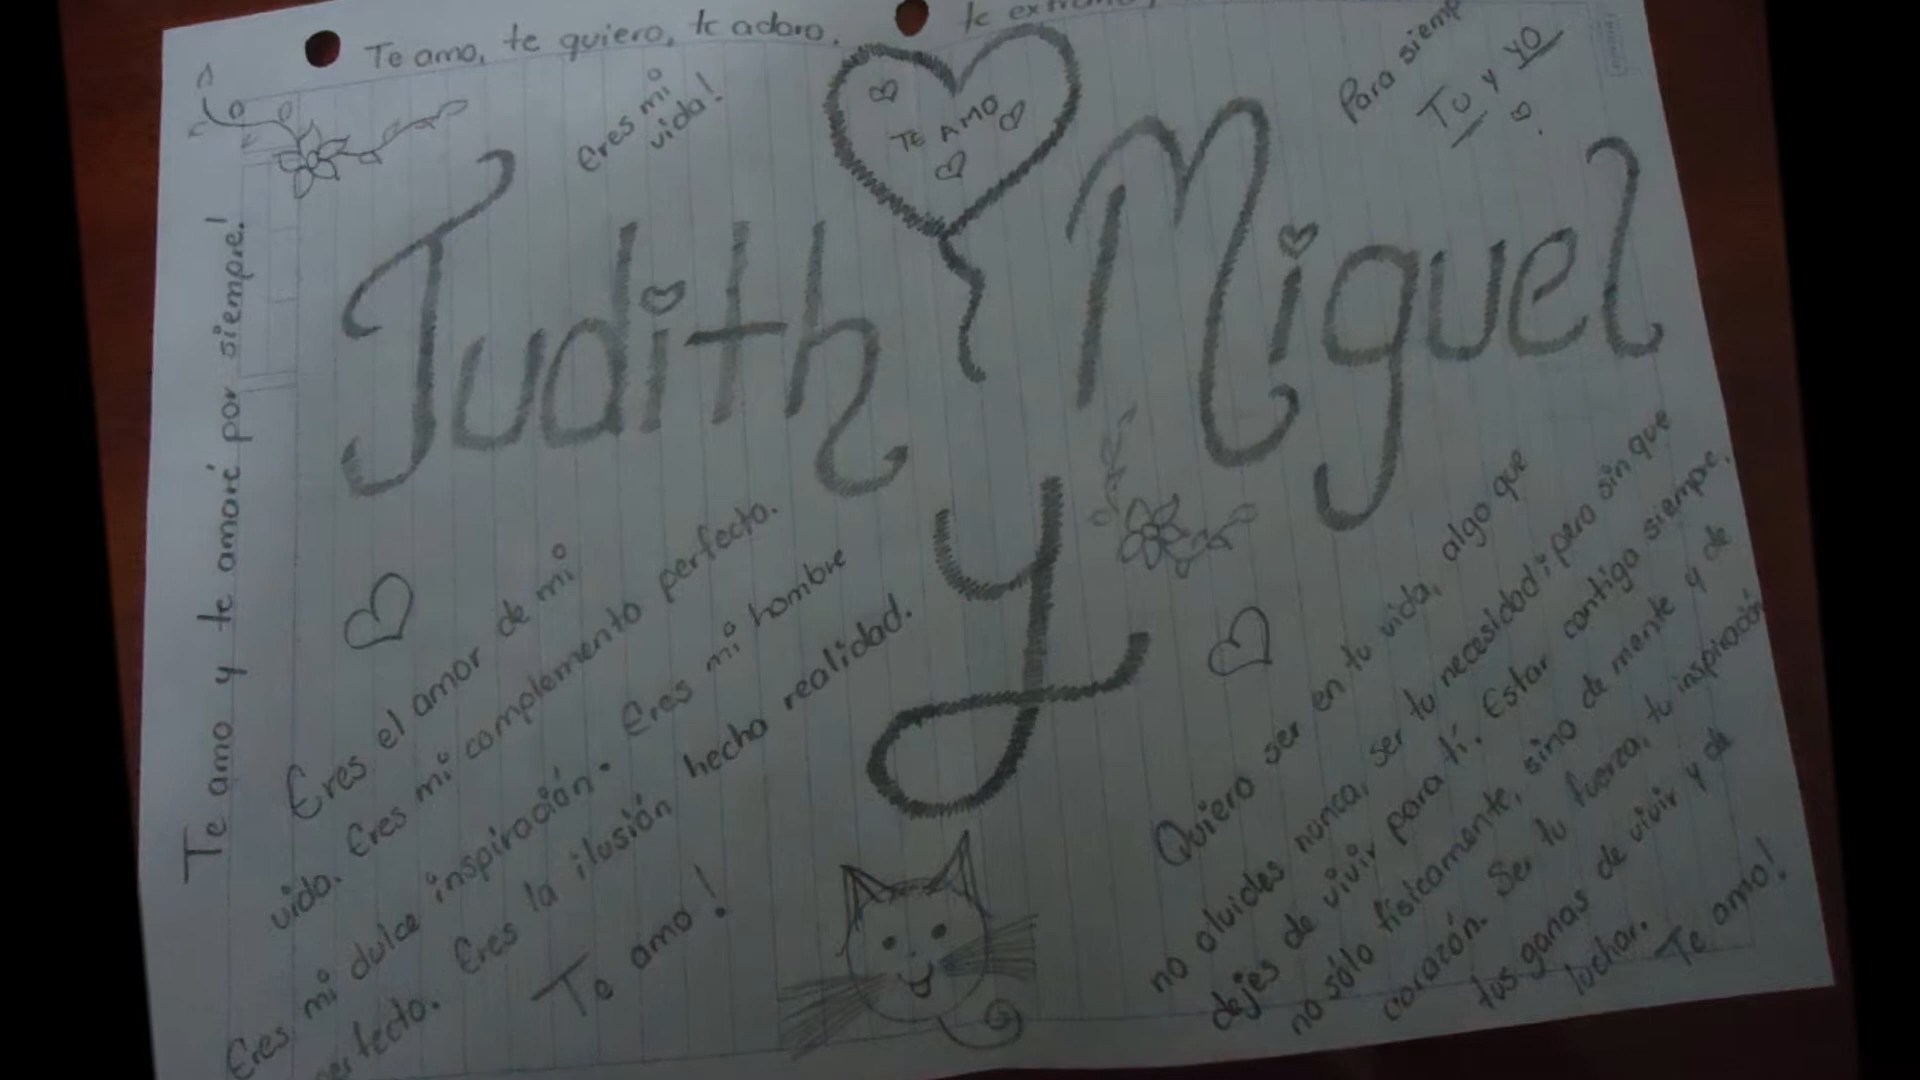 Te amo, te quiero, te adoro,
te extraño,
Eres mi
vida!
TE AMO
Para siemp
Tu y yo
Te amo y te amaré por siempre!
Judith
y
Miguel
Eres el amor de mi
vida. Eres mi complemento perfecto.
Eres mi dulce inspiración. Eres mi hombre
perfecto. Eres la ilusión hecha realidad.
Te amo!
Quiero ser en tu vida, algo que
no olvides nunca, ser tu necesidad; pero sin que
dejes de vivir para tí. Estar contigo siempre,
no sólo físicamente, sino de mente y de
corazón. Ser tu fuerza, tu inspiración
tus ganas de vivir y de
luchar.
Te amo!